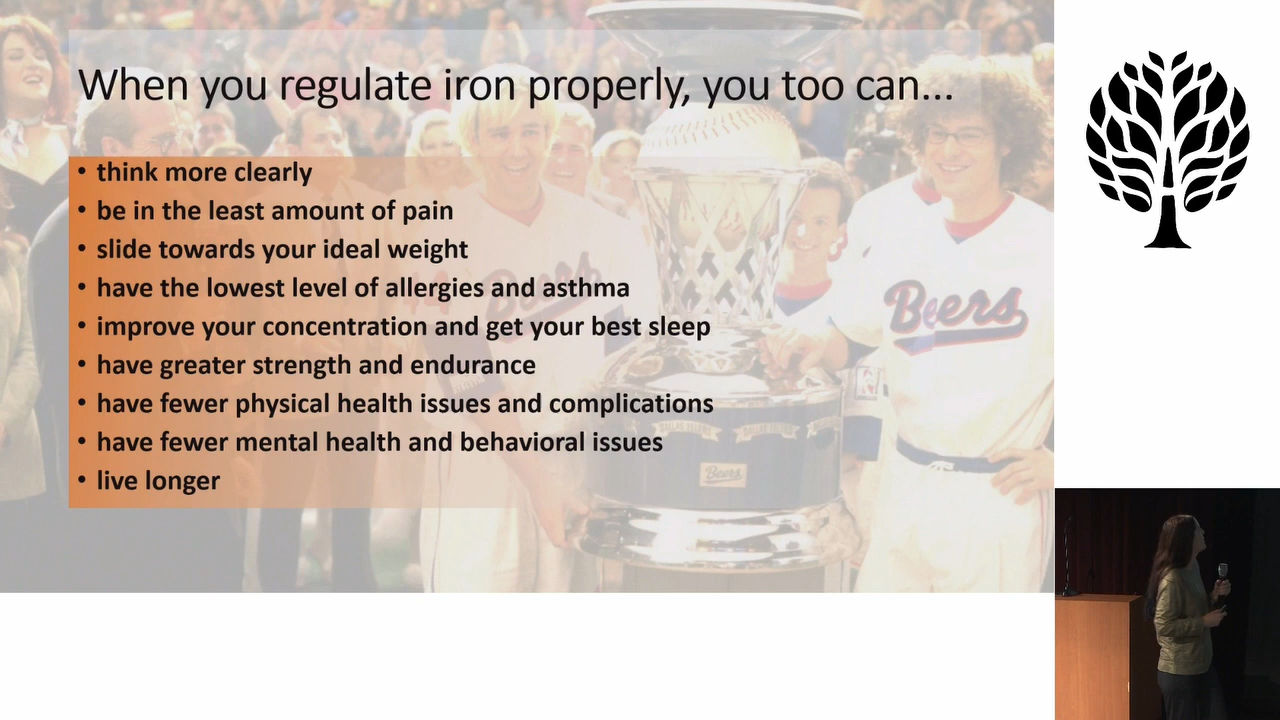 When you regulate iron properly, you too can...
• think more clearly
• be in the least amount of pain
• slide towards your ideal weight
• have the lowest level of allergies and asthma
• improve your concentration and get your best sleep
• have greater strength and endurance
• have fewer physical health issues and complications
• have fewer mental health and behavioral issues
• live longer
Beers
Beers
Beers